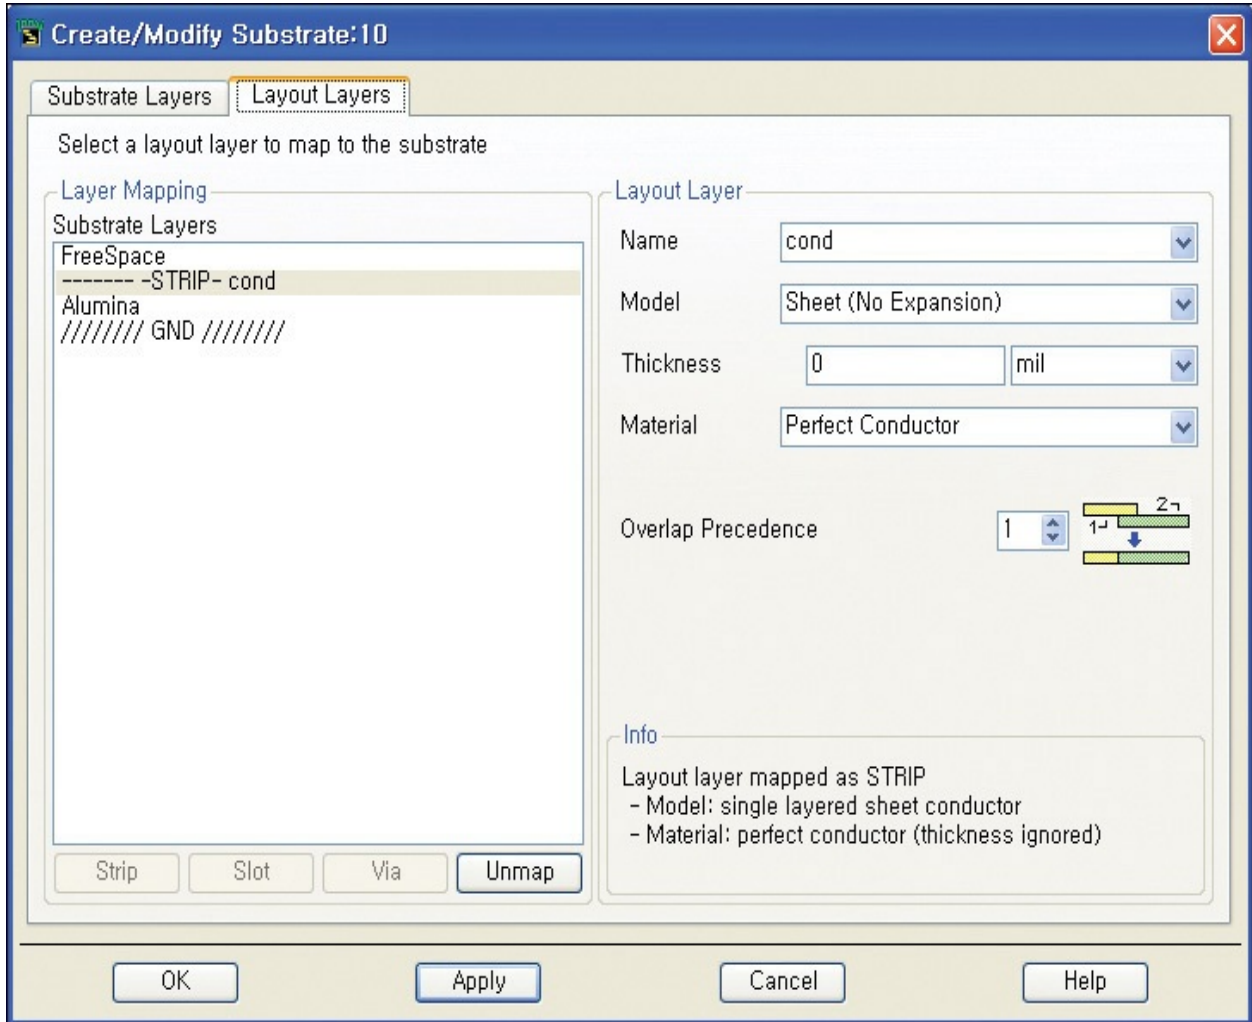 Create/Modify Substrate:10
Substrate Layers
Layout Layers
Select a layout layer to map to the substrate
Layer Mapping
Substrate Layers
FreeSpace
------- -STRIP- cond
Alumina
//////// GND ////////
Strip
Slot
Via
Unmap
Layout Layer
Name
cond
Model
Sheet (No Expansion)
Thickness
0
mil
Material
Perfect Conductor
Overlap Precedence
1
2
1
Info
Layout layer mapped as STRIP
- Model: single layered sheet conductor
- Material: perfect conductor (thickness ignored)
OK
Apply
Cancel
Help